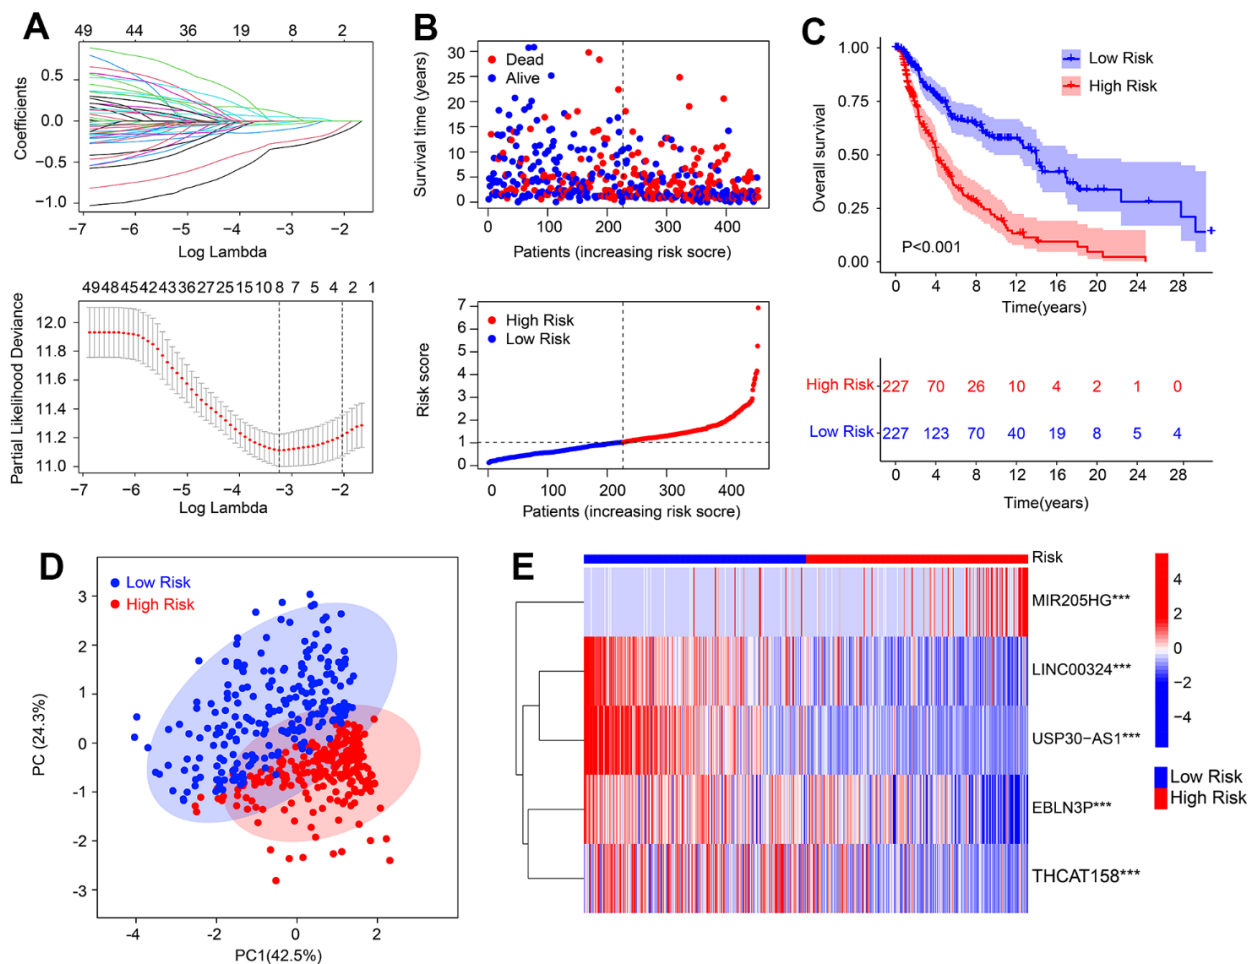 A
49 44 36 19 8 2
Coefficients
0.5
0.0
−0.5
−1.0
−7 −6 −5 −4 −3 −2
Log Lambda
49 48 45 42 43 36 27 25 15 10 8 7 5 4 2 1
Partial Likelihood Deviance
12.0
11.8
11.6
11.4
11.2
11.0
−7 −6 −5 −4 −3 −2
Log Lambda
B
Survival time (years)
30
25
20
15
10
5
0
Dead
Alive
0 100 200 300 400
Patients (increasing risk socre)
Risk score
7
6
5
4
3
2
1
0
High Risk
Low Risk
0 100 200 300 400
Patients (increasing risk socre)
C
Overall survival
1.00
0.75
0.50
0.25
0.00
Low Risk
High Risk
P<0.001
0 4 8 12 16 20 24 28
Time(years)
High Risk 227 70 26 10 4 2 1 0
Low Risk 227 123 70 40 19 8 5 4
0 4 8 12 16 20 24 28
Time(years)
D
PC (24.3%)
3
2
1
0
-1
-2
-3
Low Risk
High Risk
-4 -2 0 2
PC1(42.5%)
E
Risk
MIR205HG***
LINC00324***
USP30−AS1***
EBLN3P***
THCAT158***
4
2
0
−2
−4
Low Risk
High Risk